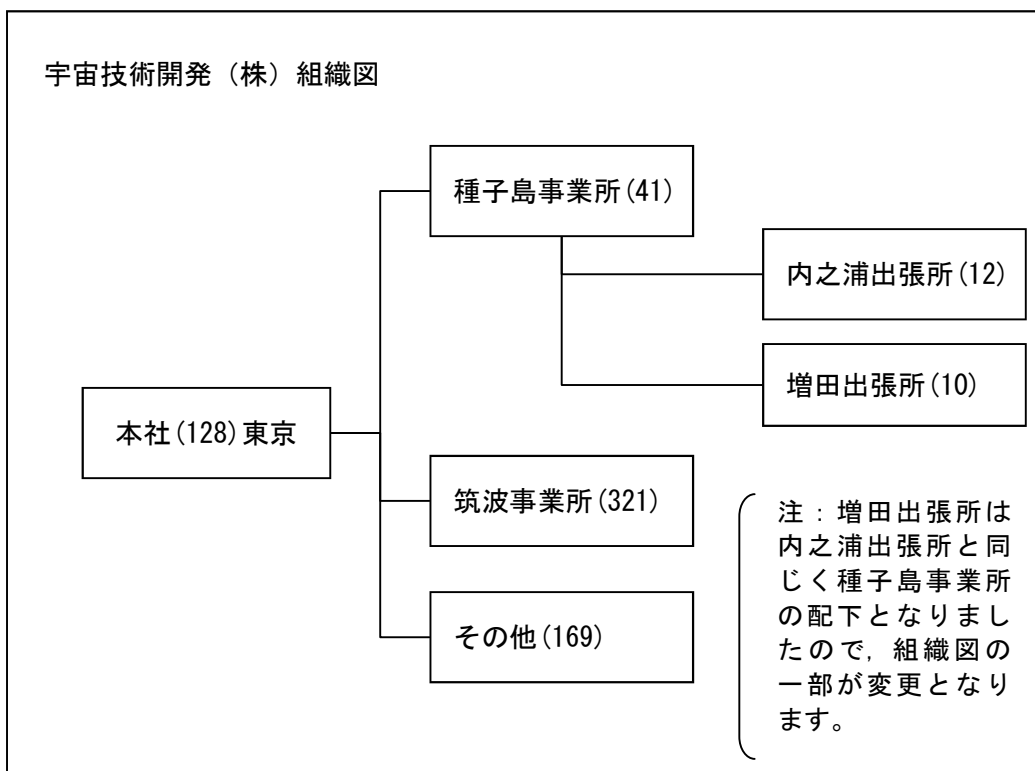 宇宙技術開発（株）組織図
種子島事業所(41)
内之浦出張所(12)
増田出張所(10)
本社(128)東京
筑波事業所(321)
その他(169)
注：増田出張所は
内之浦出張所と同
じく種子島事業所
の配下となりまし
たので，組織図の
一部が変更となり
ます。